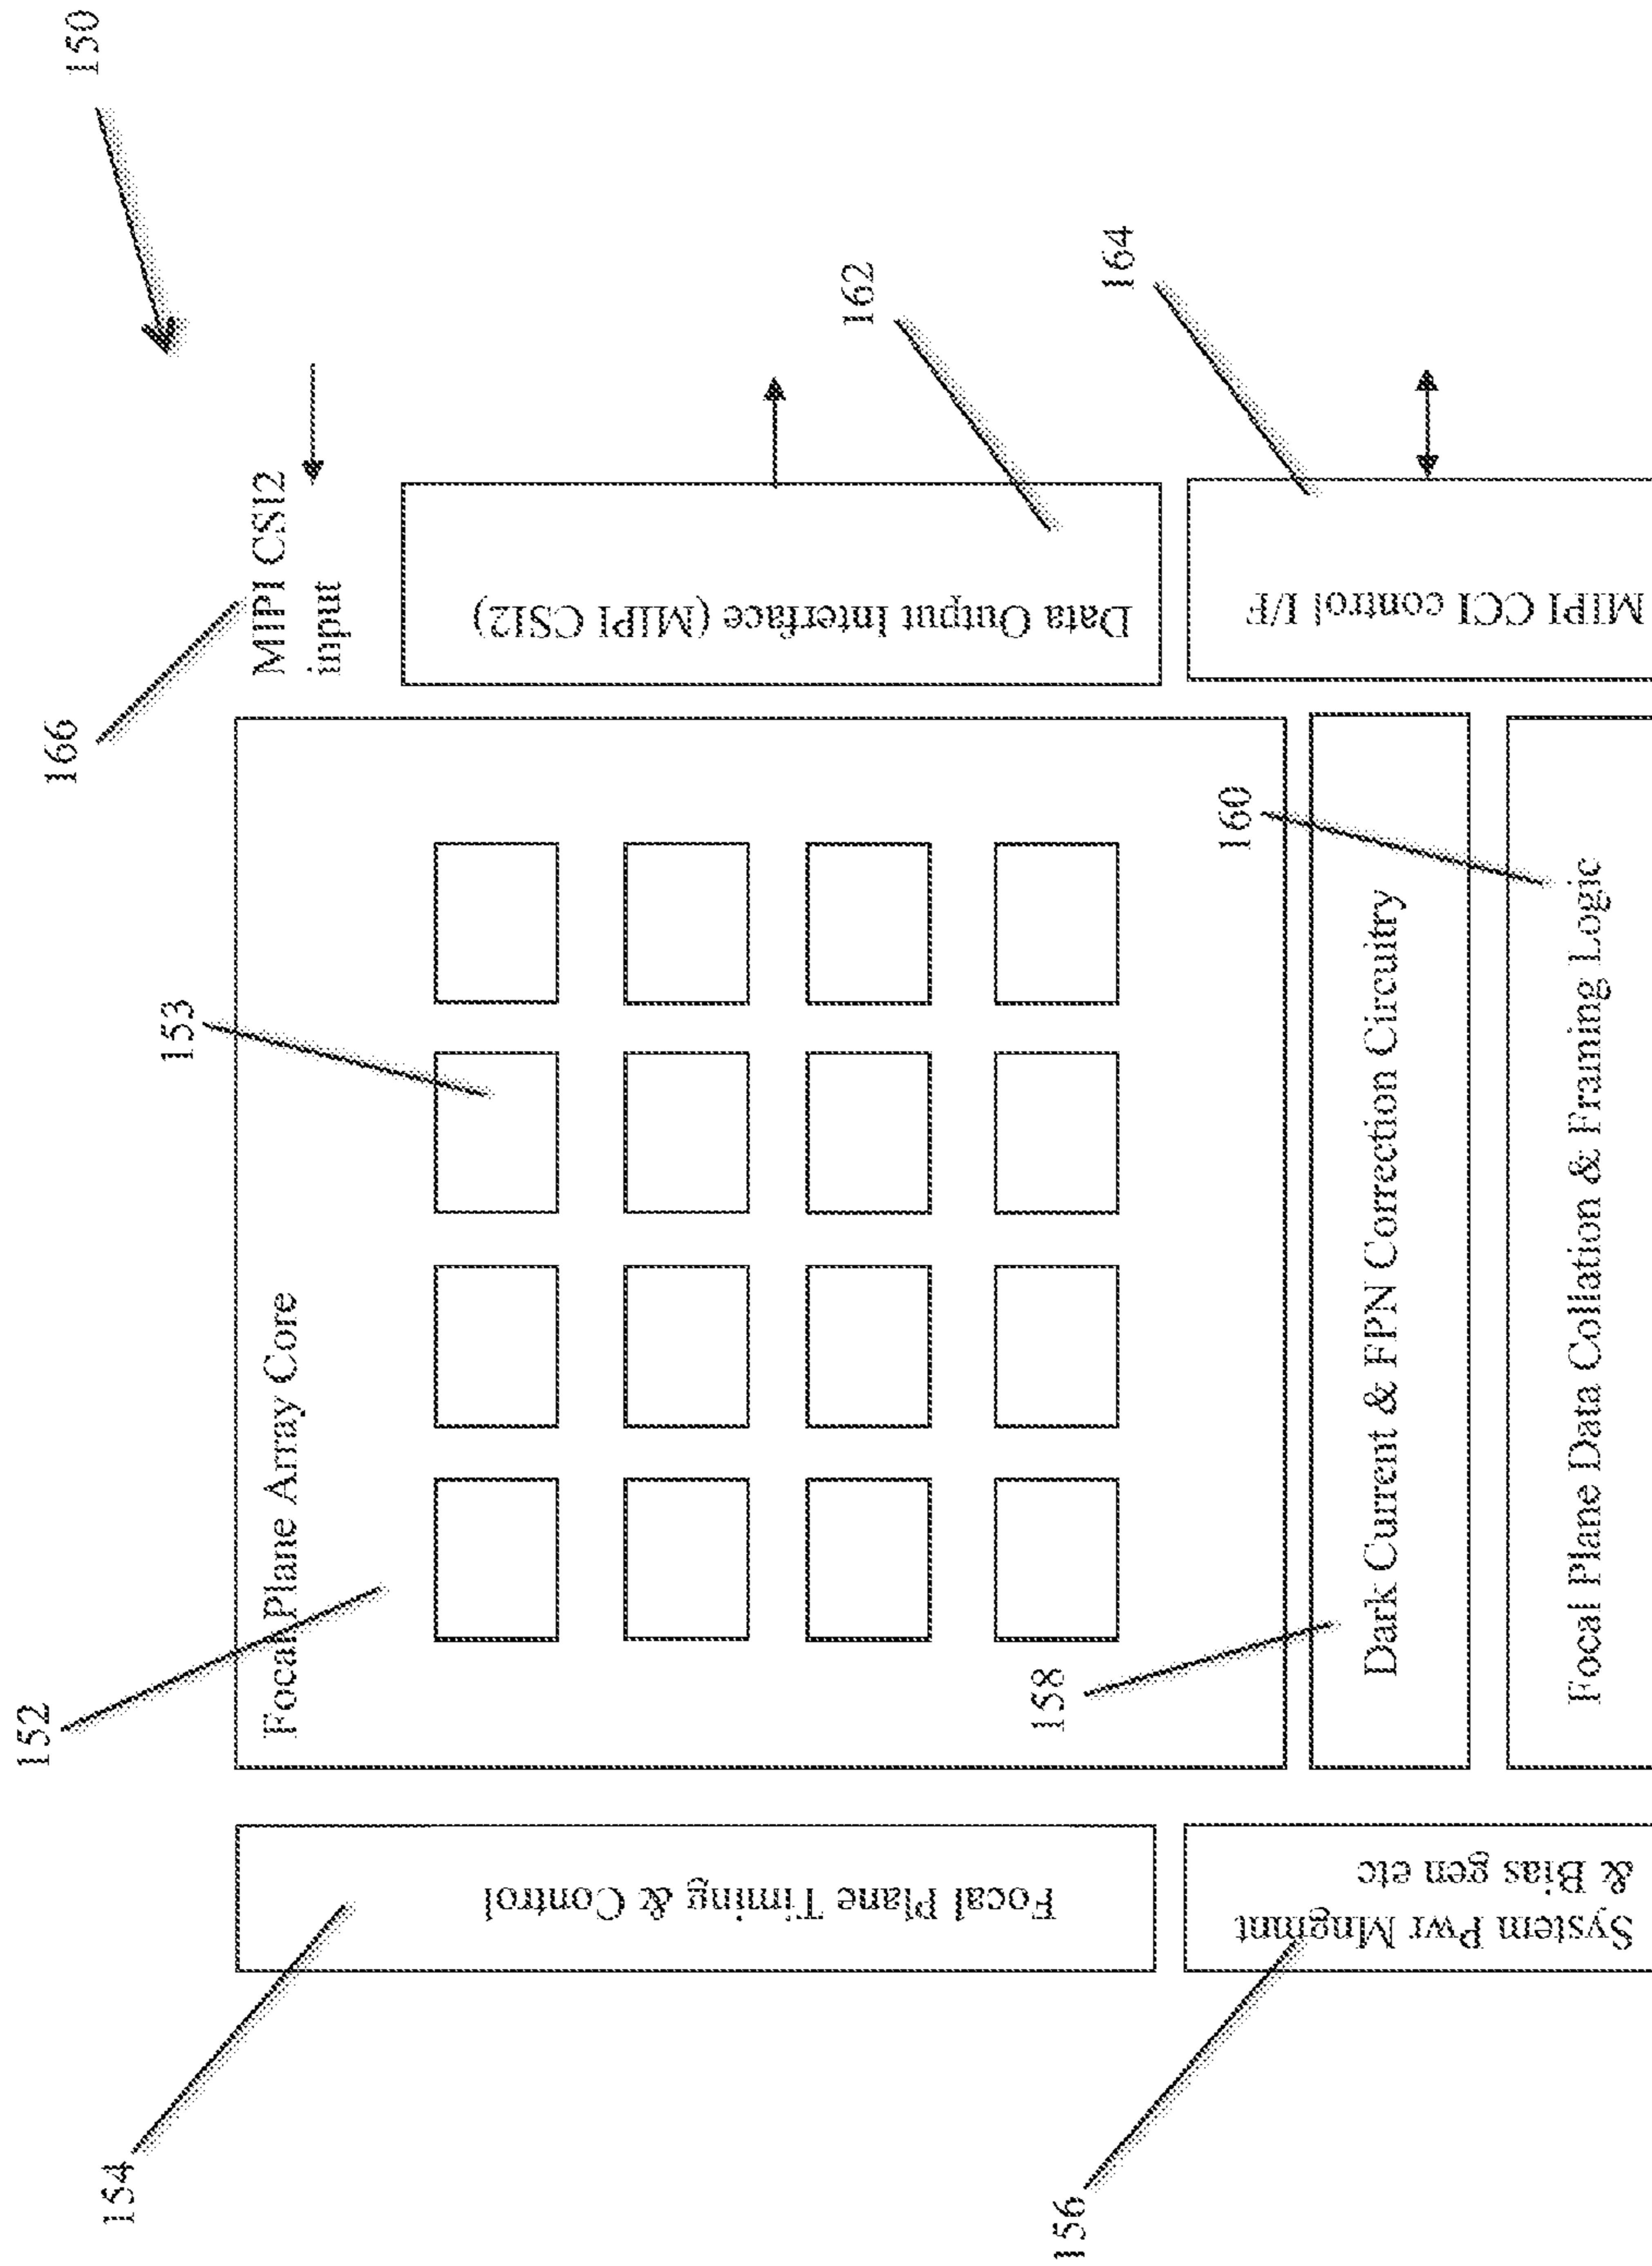 150
166
MIPI CSI2
input
152
153
Focal Plane Array Core
154
Focal Plane Timing & Control
Data Output Interface (MIPI CSI2)
162
164
MIPI CCI control I/F
156
System Pwr Mngmnt
& Bias gen etc
158
Dark Current & FPN Correction Circuitry
160
Focal Plane Data Collation & Framing Logic